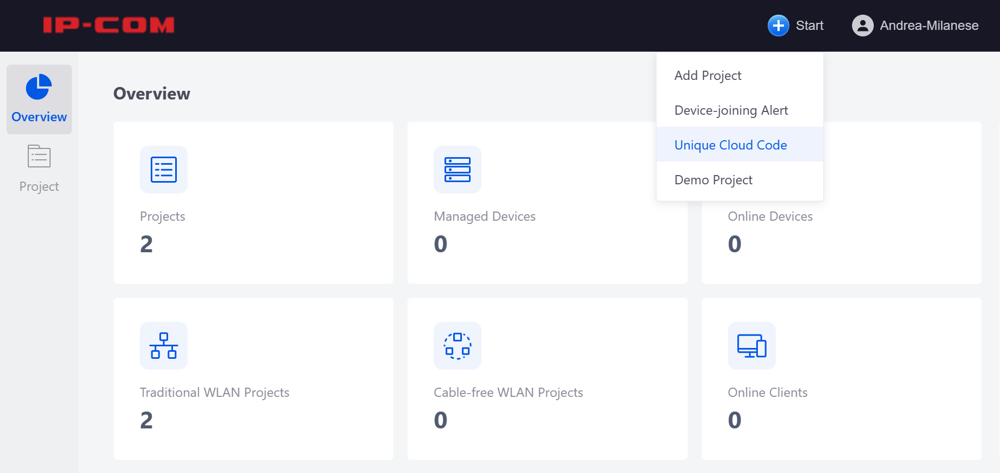 IP-COM
Start
Andrea-Milanese
Add Project
Device-joining Alert
Unique Cloud Code
Demo Project
Overview
Project
Overview
Projects
2
Managed Devices
0
Online Devices
0
Traditional WLAN Projects
2
Cable-free WLAN Projects
0
Online Clients
0